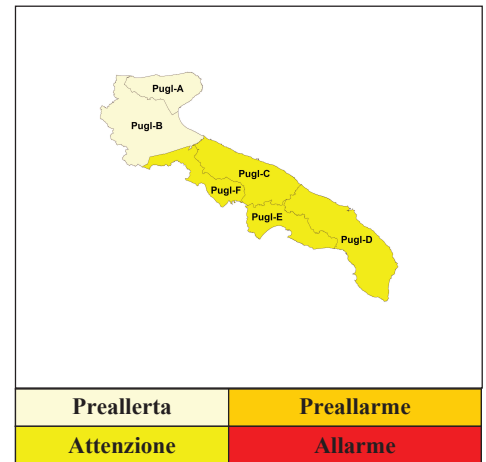 Pugl-A
Pugl-B
Pugl-C
Pugl-F
Pugl-E
Pugl-D
Preallerta Preallarme
Attenzione Allarme